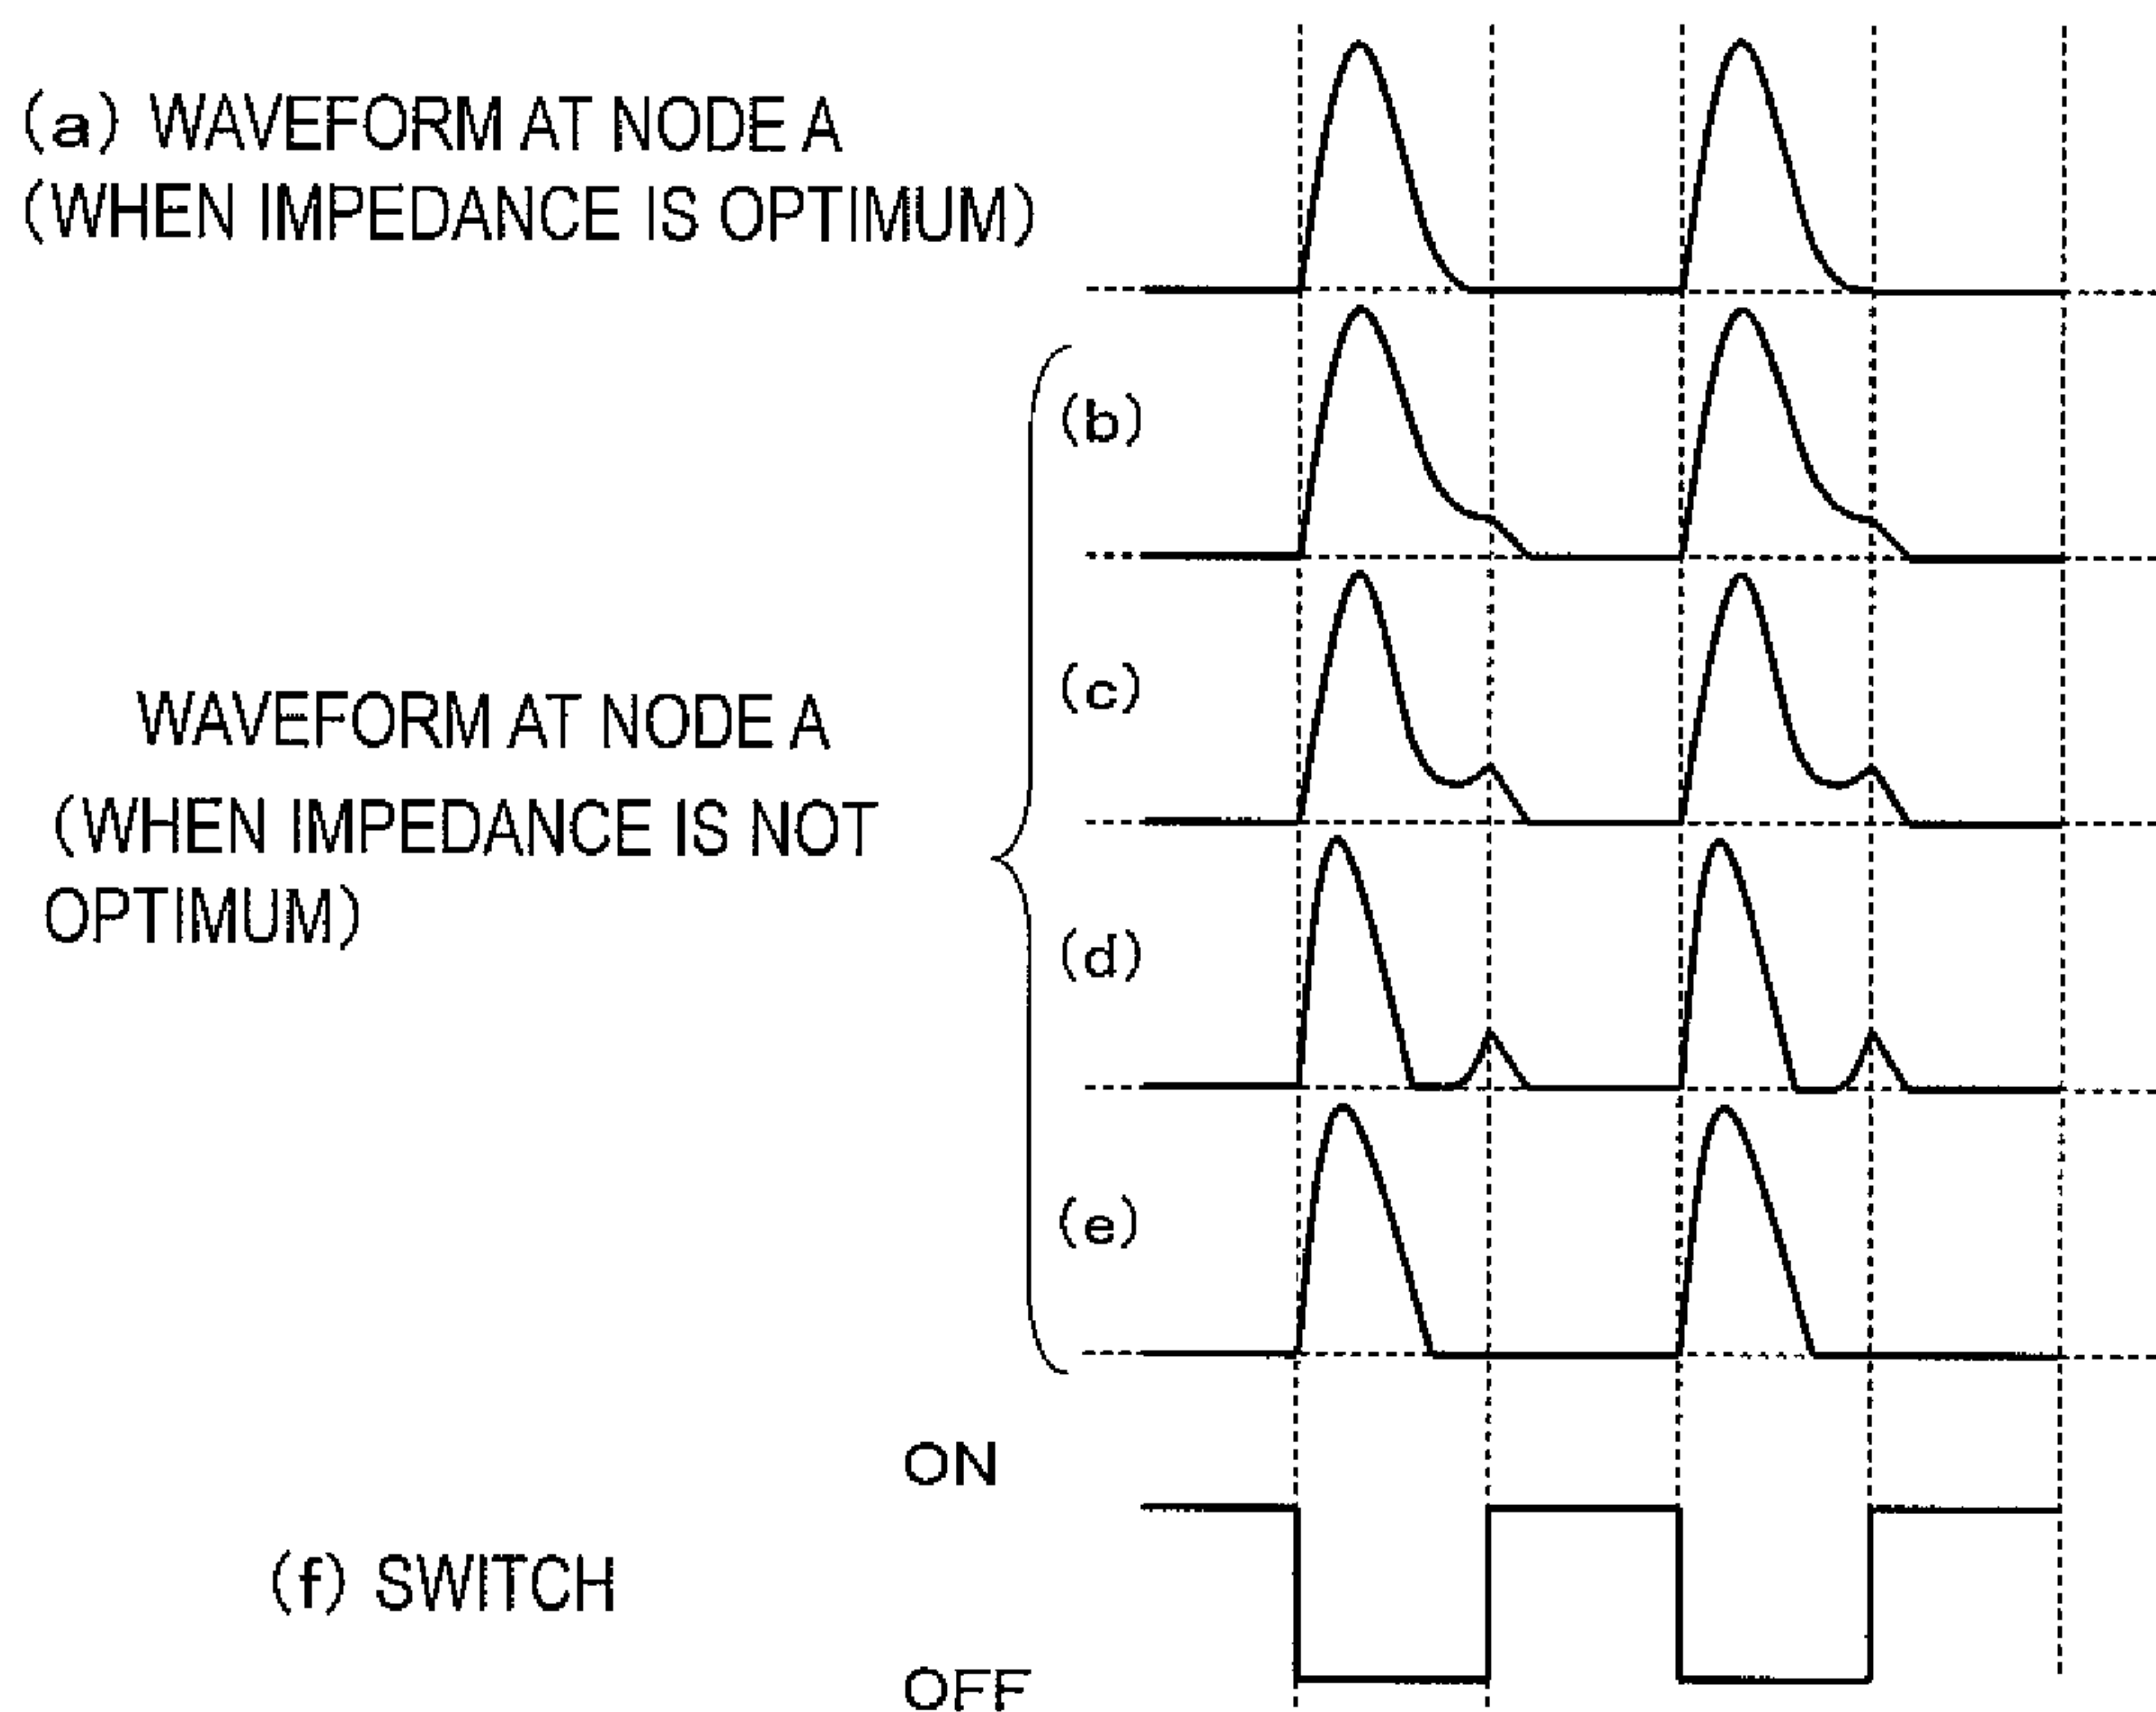 (a) WAVEFORM AT NODE A
(WHEN IMPEDANCE IS OPTIMUM)
(b)
(c)
WAVEFORM AT NODE A
(WHEN IMPEDANCE IS NOT
OPTIMUM)
(d)
(e)
ON
(f) SWITCH
OFF